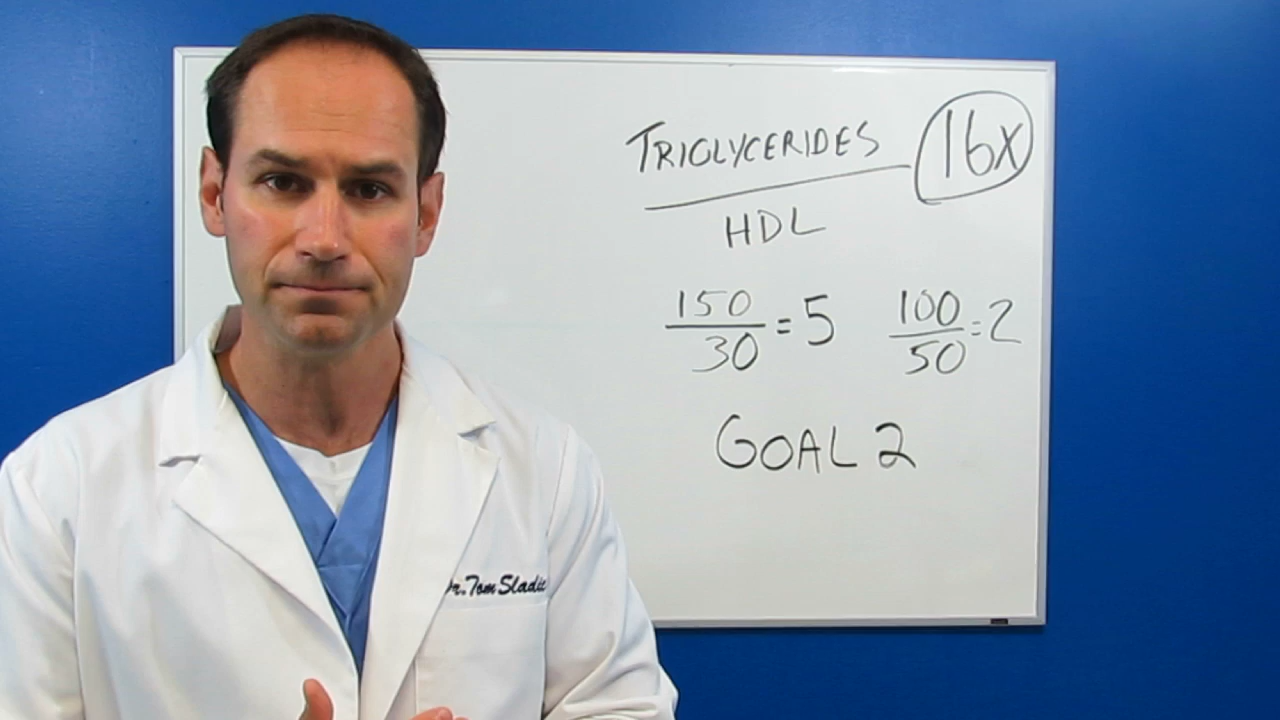 TRIGLYCERIDES 16x
HDL
150/30 = 5 100/50 = 2
GOAL 2
Dr. Tom Sladic